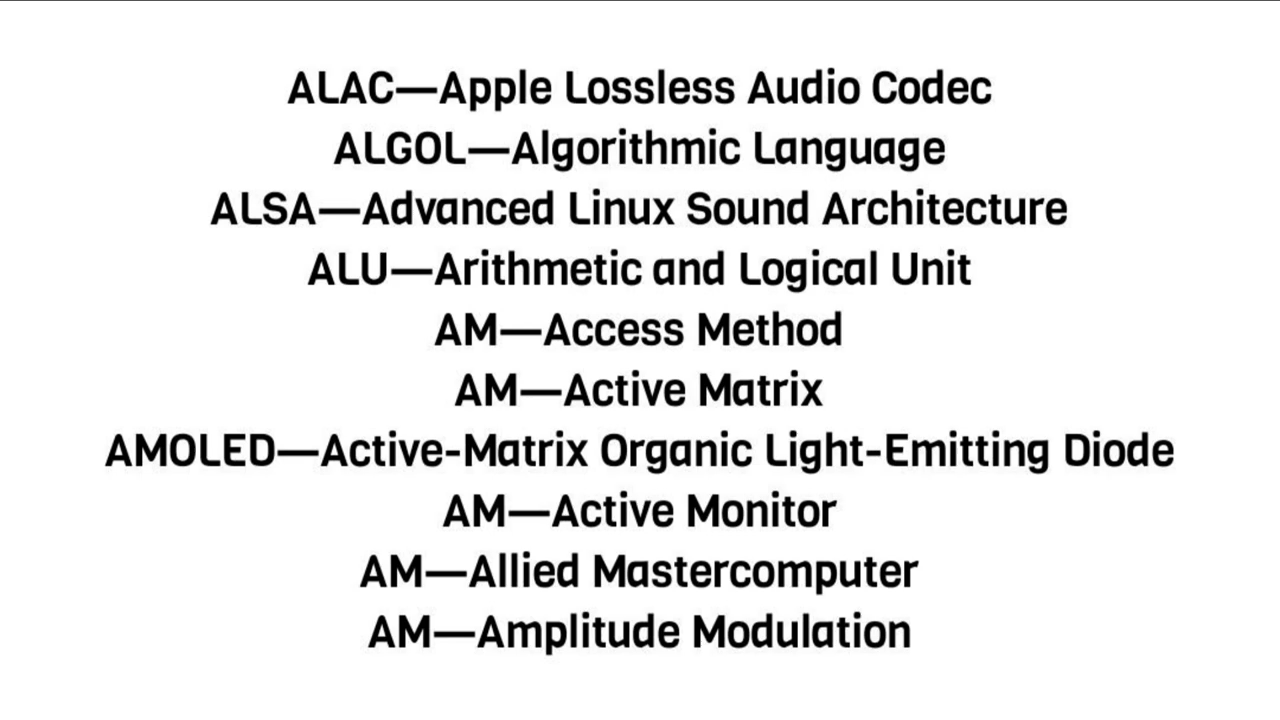 ALAC—Apple Lossless Audio Codec
ALGOL—Algorithmic Language
ALSA—Advanced Linux Sound Architecture
ALU—Arithmetic and Logical Unit
AM—Access Method
AM—Active Matrix
AMOLED—Active-Matrix Organic Light-Emitting Diode
AM—Active Monitor
AM—Allied Mastercomputer
AM—Amplitude Modulation